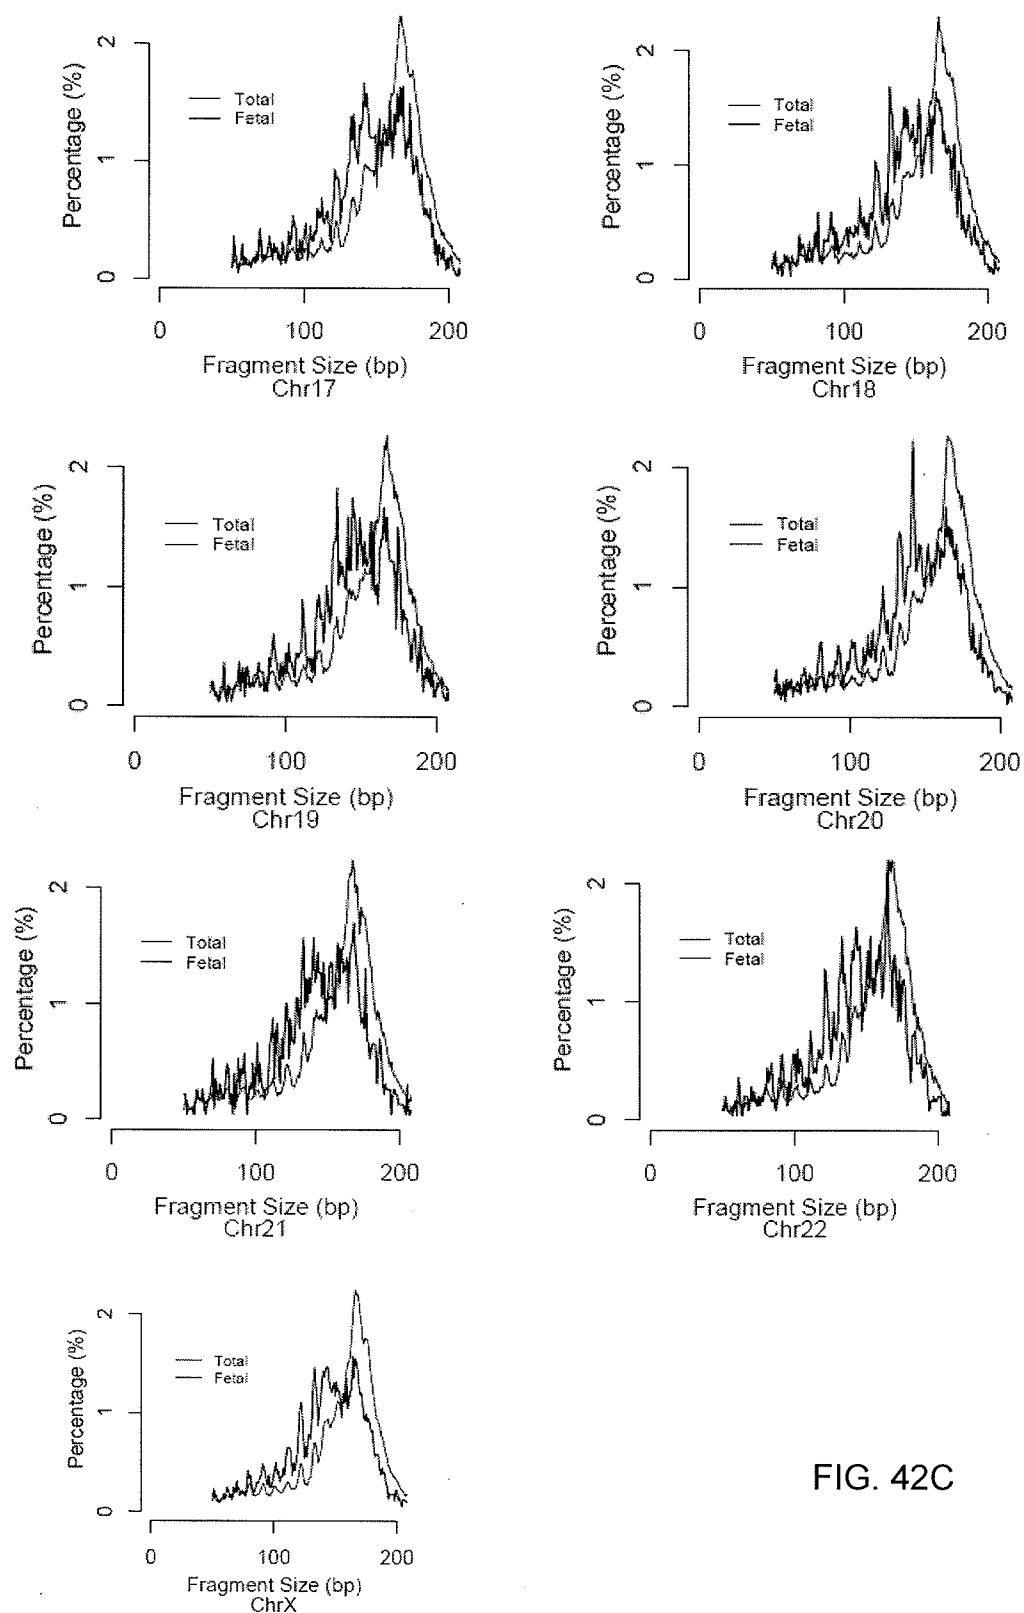 Percentage (%)
2
1
0
Total
Fetal
0 100 200
Fragment Size (bp)
Chr17
Percentage (%)
2
1
0
Total
Fetal
0 100 200
Fragment Size (bp)
Chr18
Percentage (%)
2
1
0
Total
Fetal
0 100 200
Fragment Size (bp)
Chr19
Percentage (%)
2
1
0
Total
Fetal
0 100 200
Fragment Size (bp)
Chr20
Percentage (%)
2
1
0
Total
Fetal
0 100 200
Fragment Size (bp)
Chr21
Percentage (%)
2
1
0
Total
Fetal
0 100 200
Fragment Size (bp)
Chr22
Percentage (%)
2
1
0
Total
Fetal
0 100 200
Fragment Size (bp)
ChrX
FIG. 42C